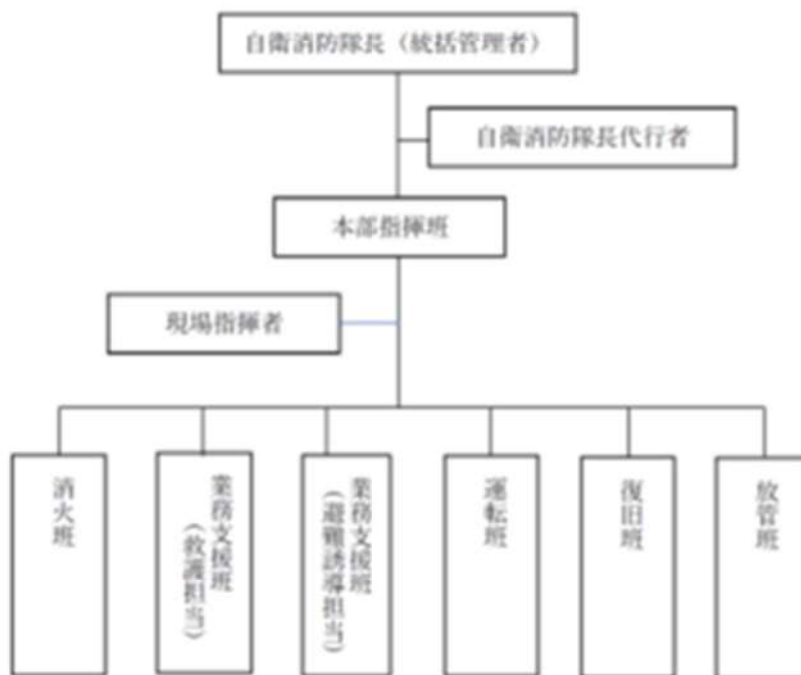 自衛消防隊長（統括管理者）
自衛消防隊長代行者
本部指揮班
現場指揮者
消火班
業務支援班
（救護担当）
業務支援班
（避難誘導担当）
運転班
復旧班
放管班